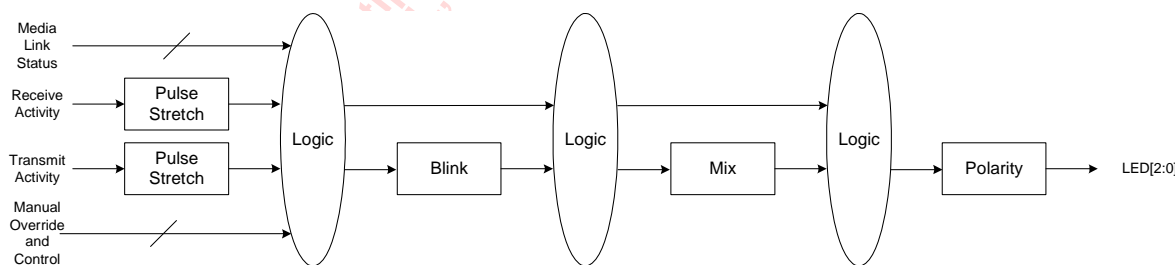 Media
Link
Status
Receive
Activity
Pulse
Stretch
Transmit
Activity
Pulse
Stretch
Manual
Override
and
Control
Logic
Blink
Logic
Mix
Logic
Polarity
LED[2:0]